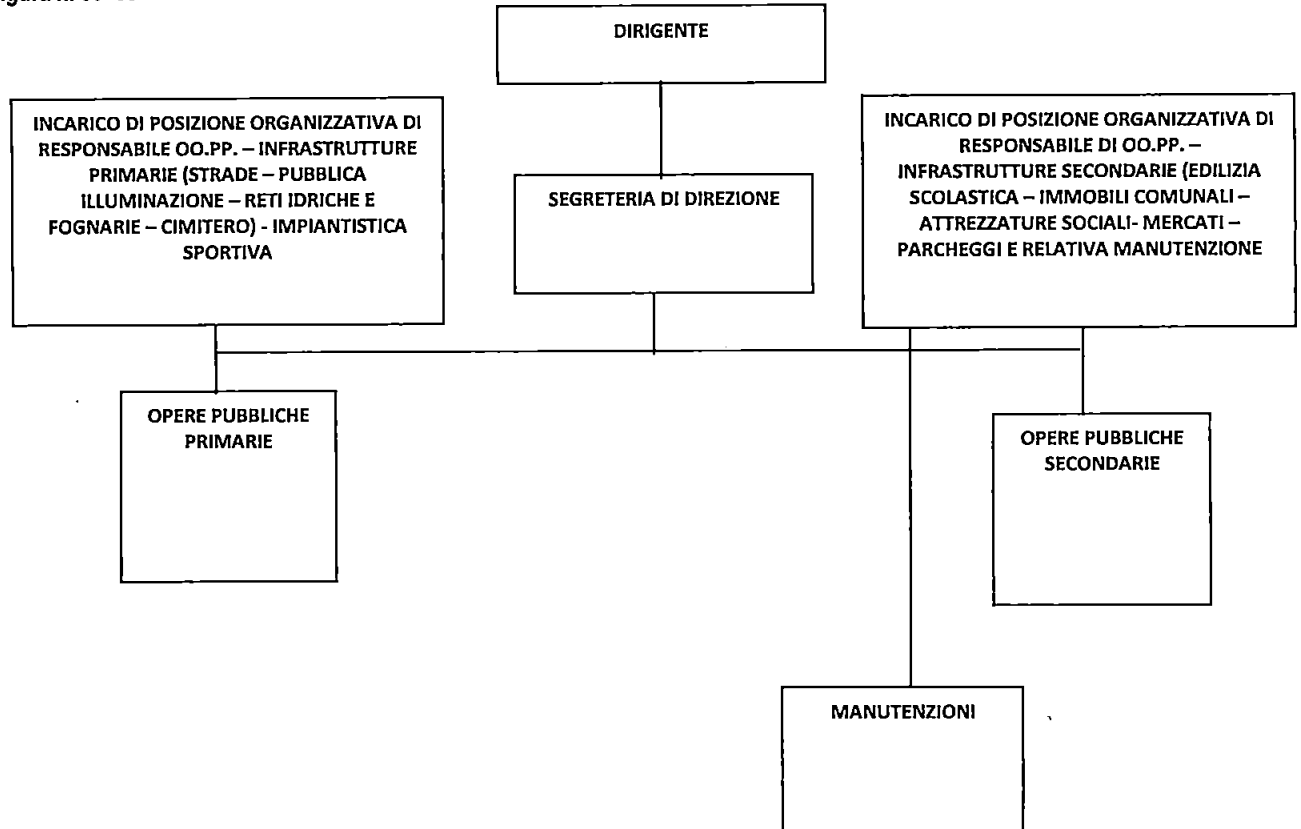 DIRIGENTE
INCARICO DI POSIZIONE ORGANIZZATIVA DI
RESPONSABILE OO.PP. – INFRASTRUTTURE
PRIMARIE (STRADE – PUBBLICA
ILLUMINAZIONE – RETI IDRICHE E
FOGNARIE – CIMITERO) - IMPIANTISTICA
SPORTIVA
SEGRETERIA DI DIREZIONE
INCARICO DI POSIZIONE ORGANIZZATIVA DI
RESPONSABILE DI OO.PP. –
INFRASTRUTTURE SECONDARIE (EDILIZIA
SCOLASTICA – IMMOBILI COMUNALI –
ATTREZZATURE SOCIALI- MERCATI –
PARCHEGGI E RELATIVA MANUTENZIONE
OPERE PUBBLICHE
PRIMARIE
OPERE PUBBLICHE
SECONDARIE
MANUTENZIONI